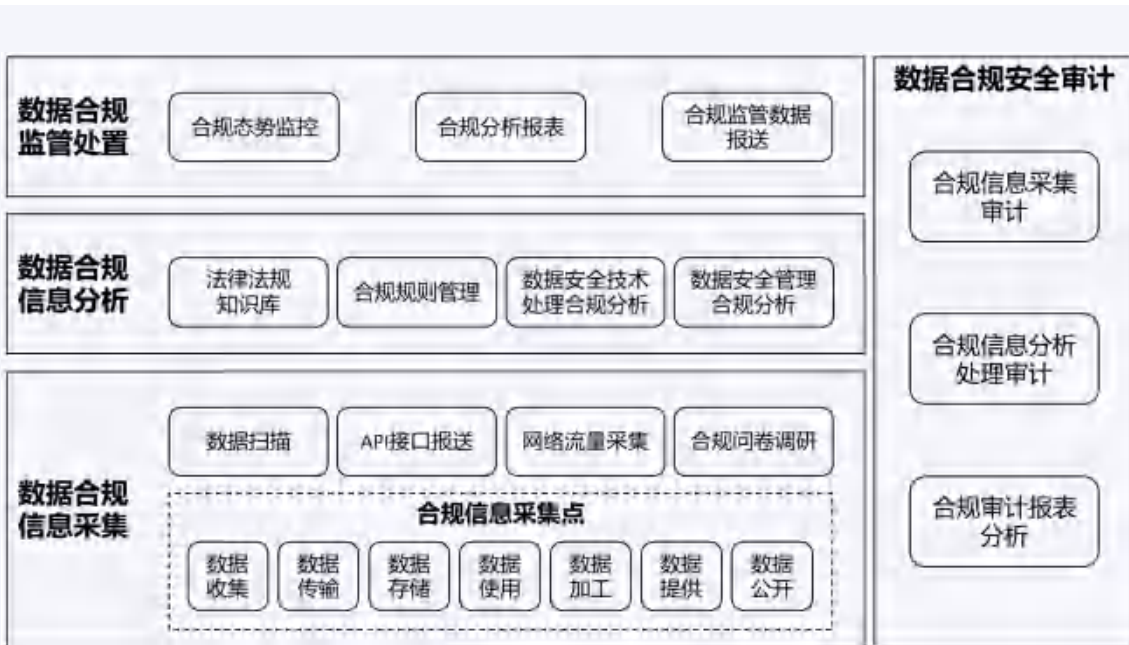 数据合规
监管处置
合规态势监控
合规分析报表
合规监管数据
报送
数据合规
信息分析
法律法规
知识库
合规规则管理
数据安全技术
处理合规分析
数据安全管理
合规分析
数据合规
信息采集
数据扫描
API接口报送
网络流量采集
合规问卷调研
合规信息采集点
数据
收集
数据
传输
数据
存储
数据
使用
数据
加工
数据
提供
数据
公开
数据合规安全审计
合规信息采集
审计
合规信息分析
处理审计
合规审计报表
分析